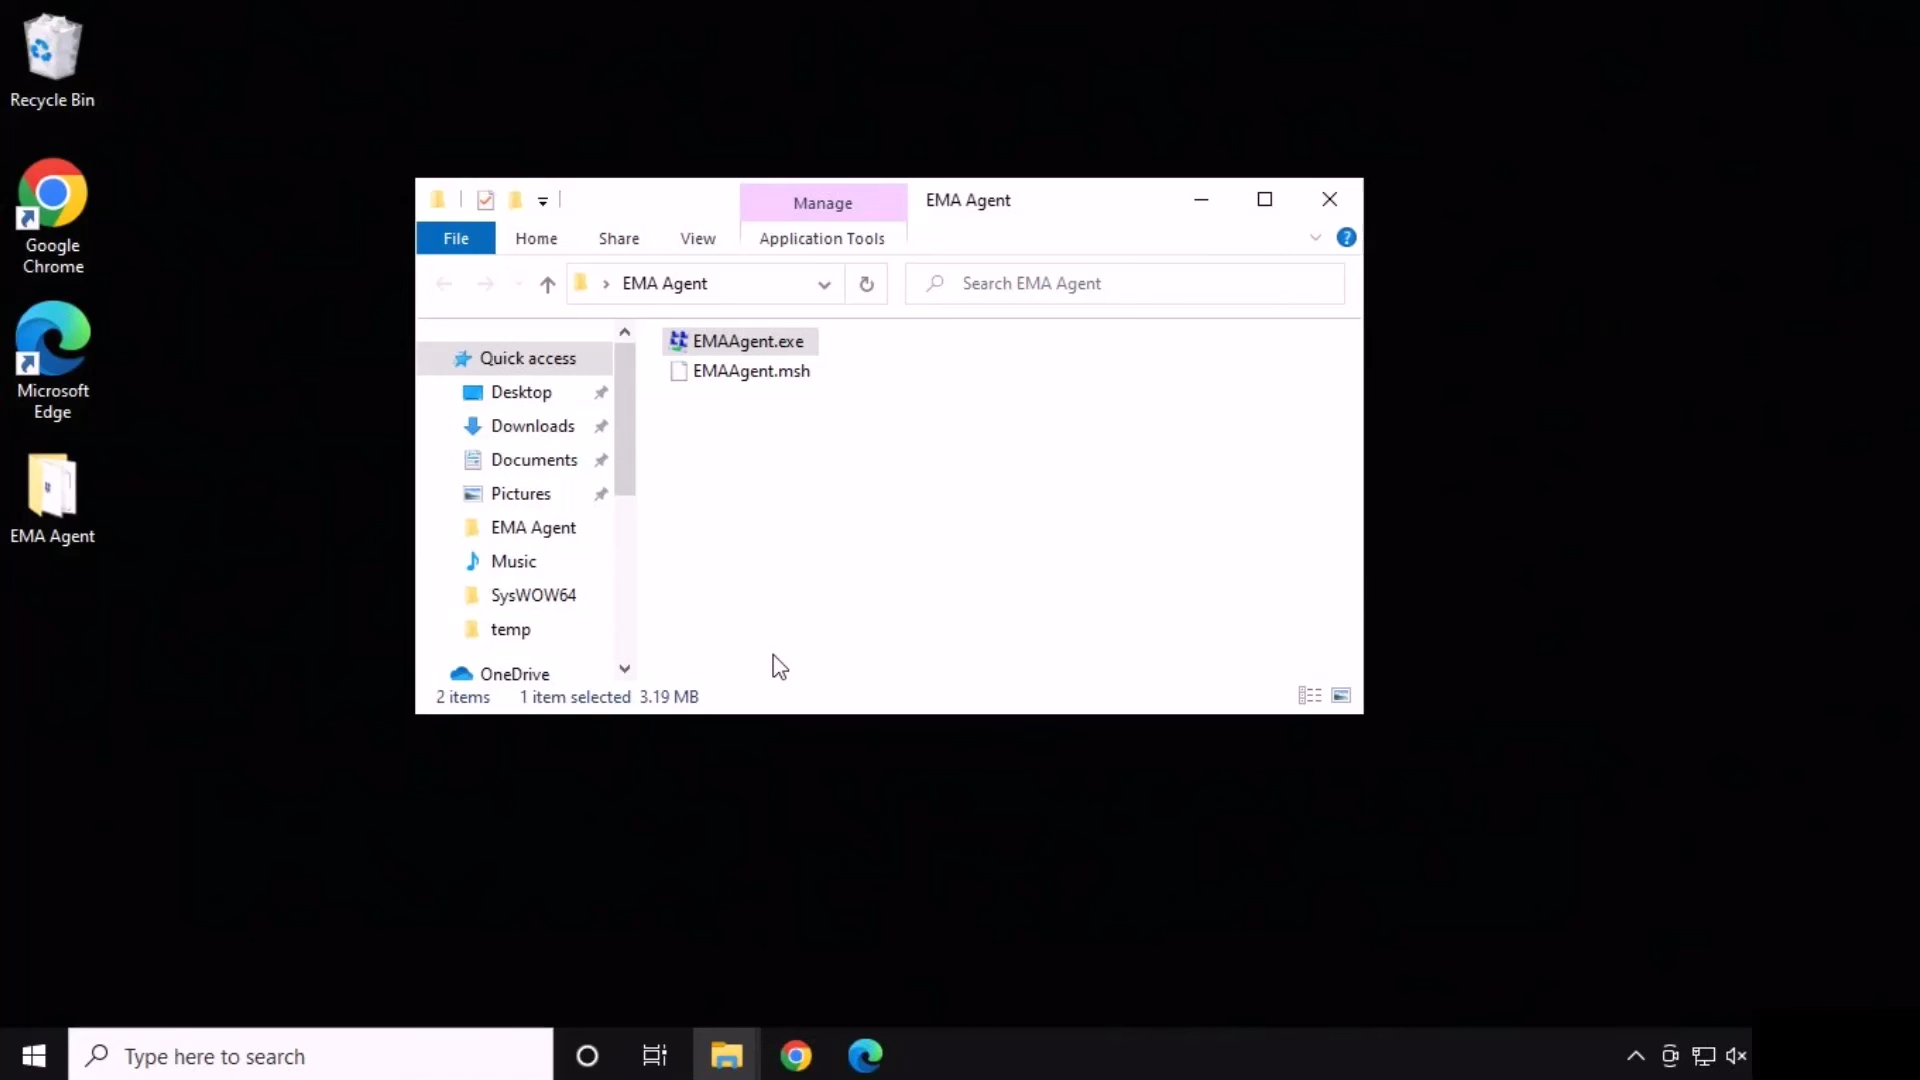 Recycle Bin
Google
Chrome
Microsoft
Edge
EMA Agent
Manage
EMA Agent
File
Home
Share
View
Application Tools
?
EMA Agent
Search EMA Agent
Quick access
Desktop
Downloads
Documents
Pictures
EMA Agent
Music
SysWOW64
temp
OneDrive
EMAAgent.exe
EMAAgent.msh
2 items
1 item selected 3.19 MB
Type here to search